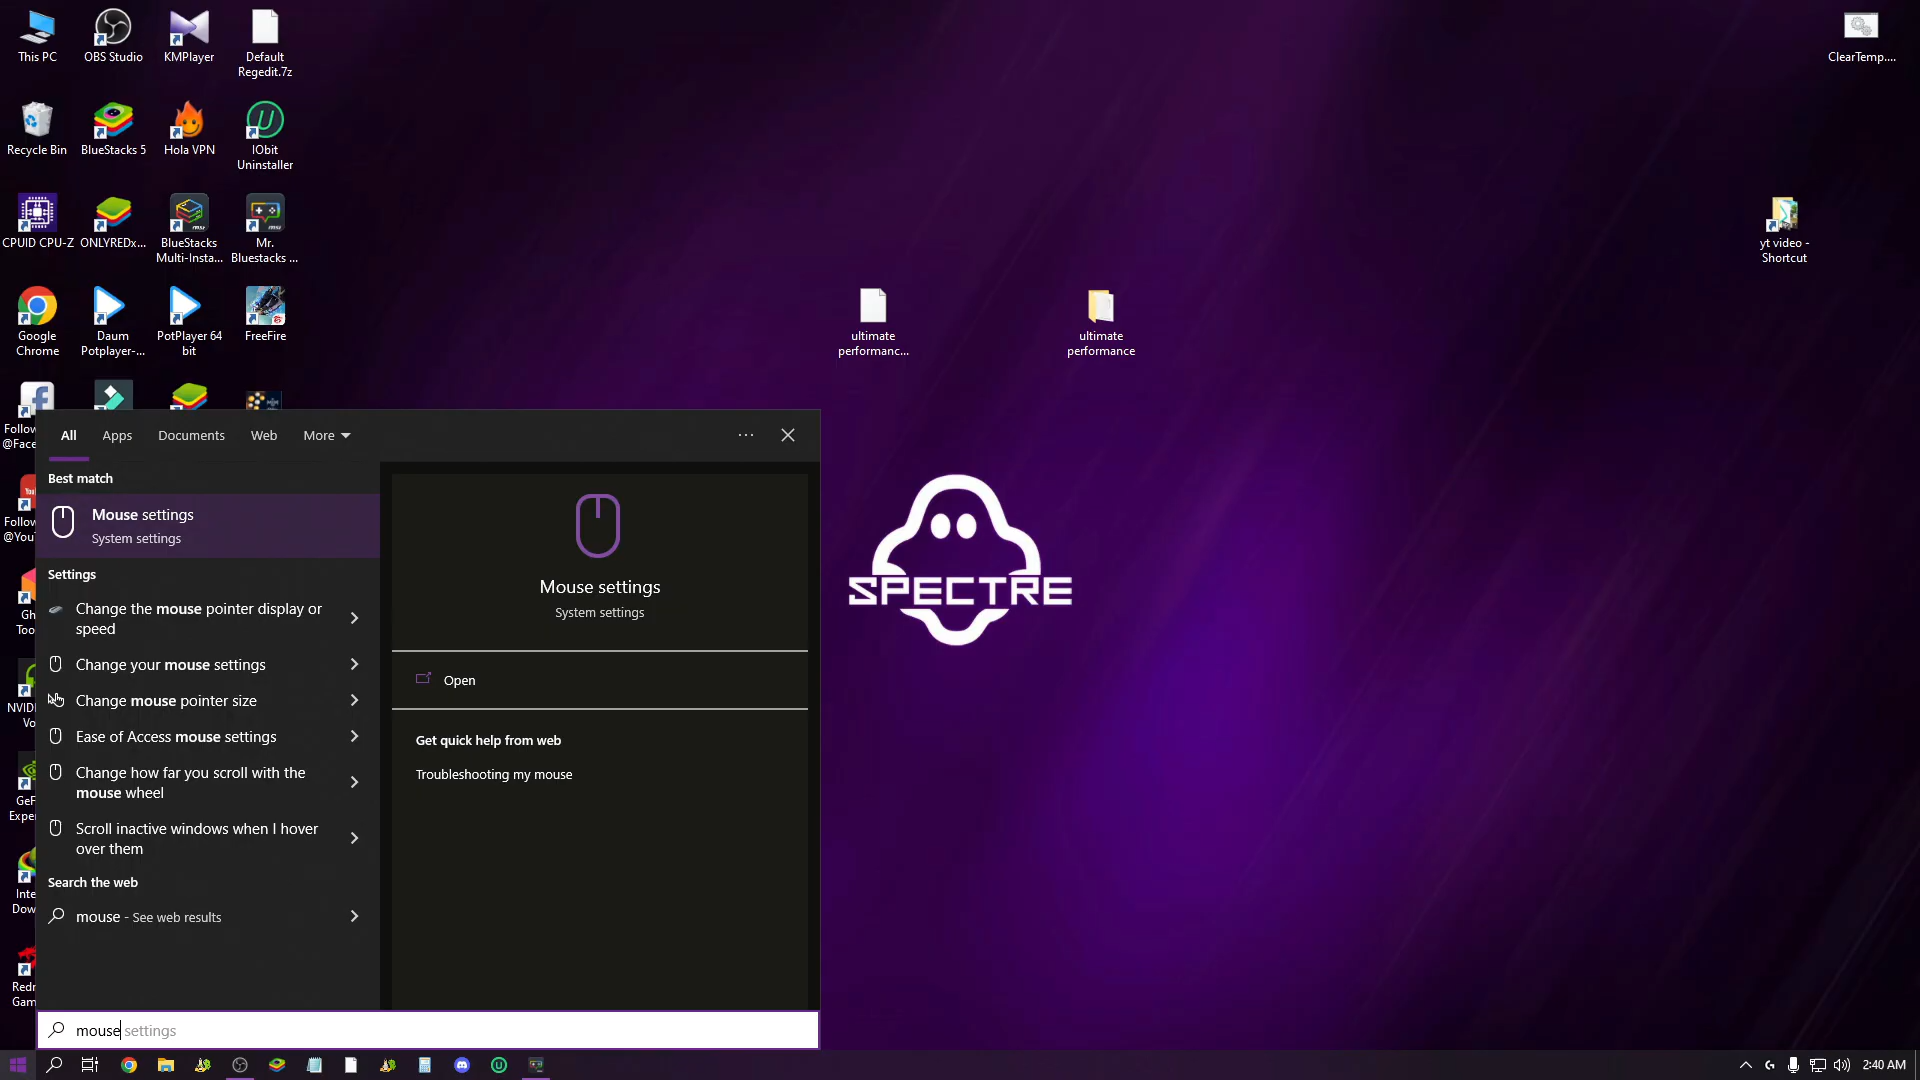 This PC
OBS Studio
KMPlayer
Default
Regedit.7z
ClearTemp....
Recycle Bin
BlueStacks 5
Hola VPN
IObit
Uninstaller
CPUID CPU-Z
ONLYREDx...
BlueStacks
Multi-Insta...
Mr.
Bluestacks ...
yt video -
Shortcut
Google
Chrome
Daum
Potplayer-...
PotPlayer 64
bit
FreeFire
ultimate
performanc...
ultimate
performance
Follow
@Face
Follow
@You
Gh
Too
NVID
Vo
GeF
Exper
Inte
Dow
Redr
Gam
All
Apps
Documents
Web
More
Best match
Mouse settings
System settings
Settings
Change the mouse pointer display or
speed
Change your mouse settings
Change mouse pointer size
Ease of Access mouse settings
Change how far you scroll with the
mouse wheel
Scroll inactive windows when I hover
over them
Search the web
mouse - See web results
Mouse settings
System settings
Open
Get quick help from web
Troubleshooting my mouse
SPECTRE
mouse settings
2:40 AM